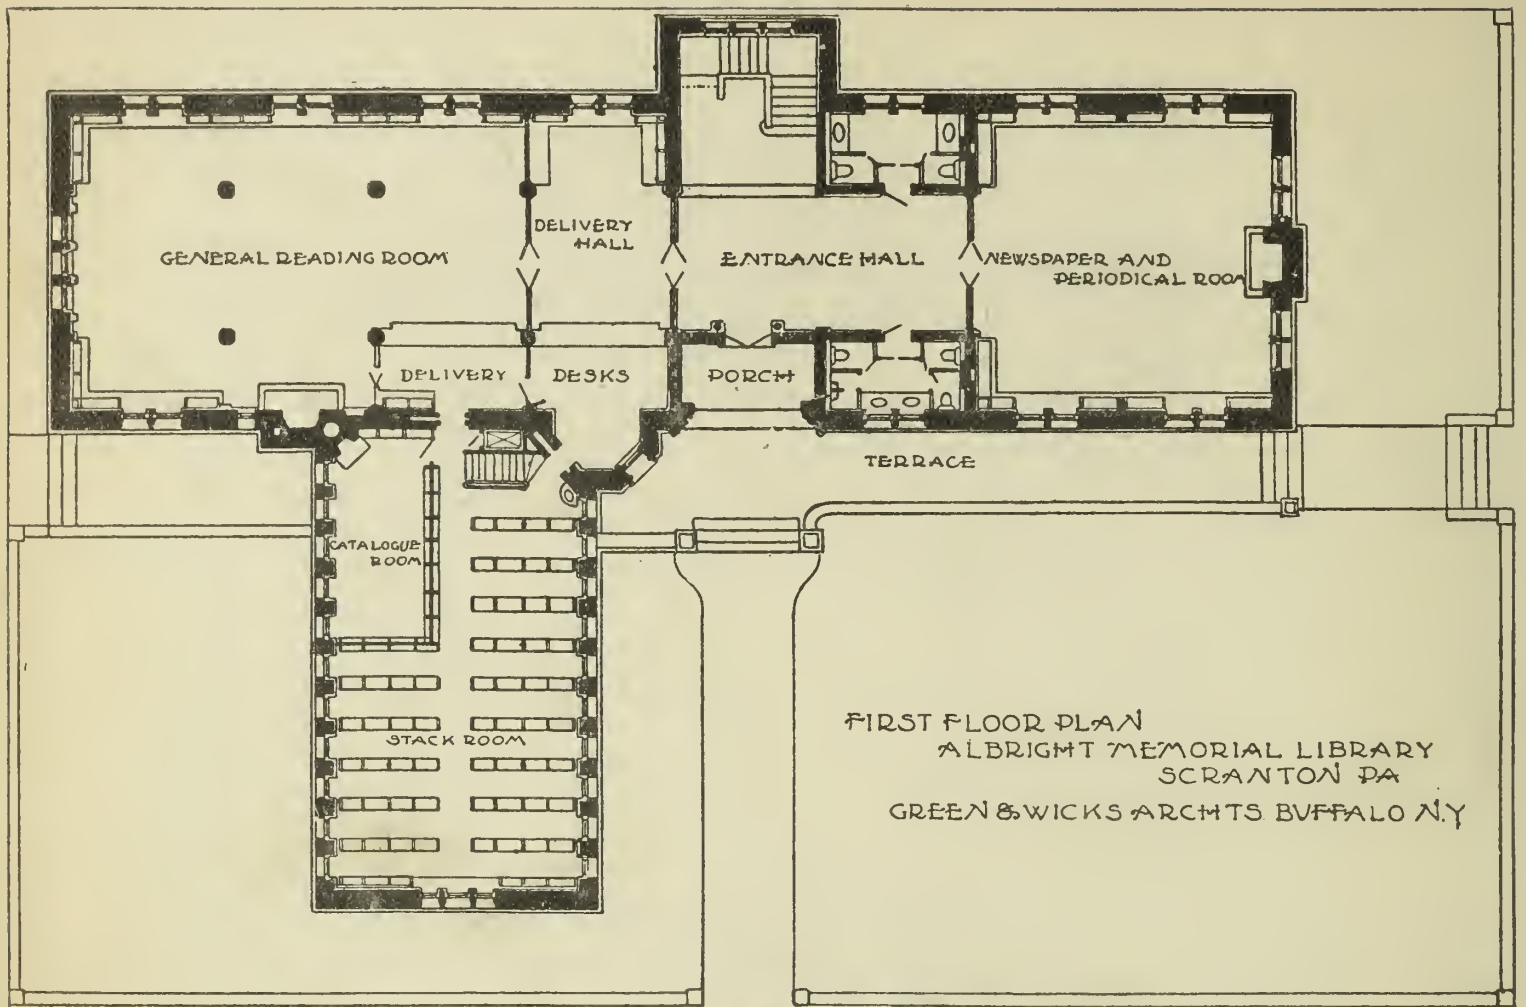 DELIVERY
HALL
GENERAL READING ROOM
ENTRANCE HALL
NEWSPAPER AND
PERIODICAL ROOM
DELIVERY DESKS
PORCH
TERRACE
CATALOGUE
ROOM
STACK ROOM
FIRST FLOOR PLAN
ALBRIGHT MEMORIAL LIBRARY
SCRANTON PA
GREEN & WICKS ARCHTS. BUFFALO N.Y